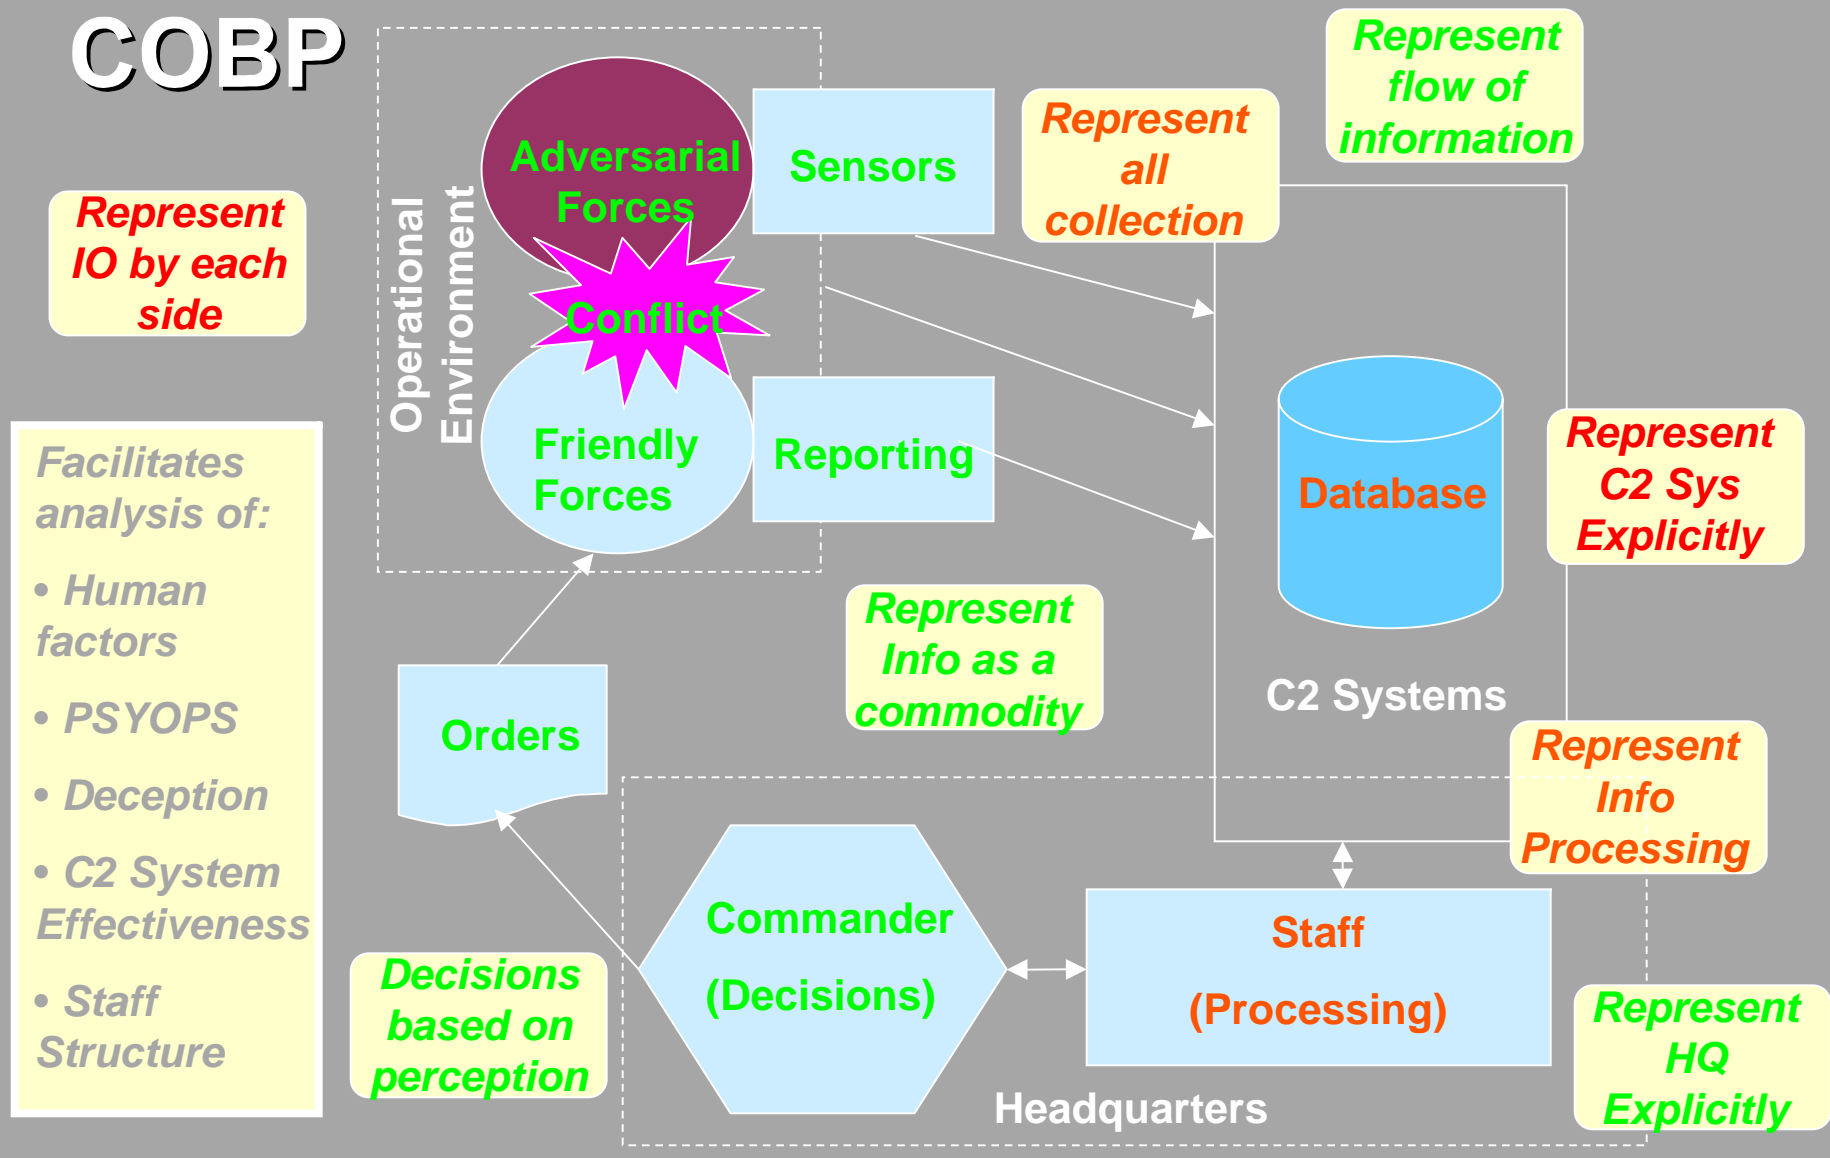 COBP
Represent
IO by each
side
Facilitates
analysis of:
• Human
factors
• PSYOPS
• Deception
• C2 System
Effectiveness
• Staff
Structure
Operational
Environment
Adversarial
Forces
Conflict
Friendly
Forces
Sensors
Reporting
Represent
all
collection
Represent
flow of
information
Database
C2 Systems
Represent
C2 Sys
Explicitly
Represent
Info as a
commodity
Represent
Info
Processing
Orders
Decisions
based on
perception
Commander
(Decisions)
Staff
(Processing)
Headquarters
Represent
HQ
Explicitly